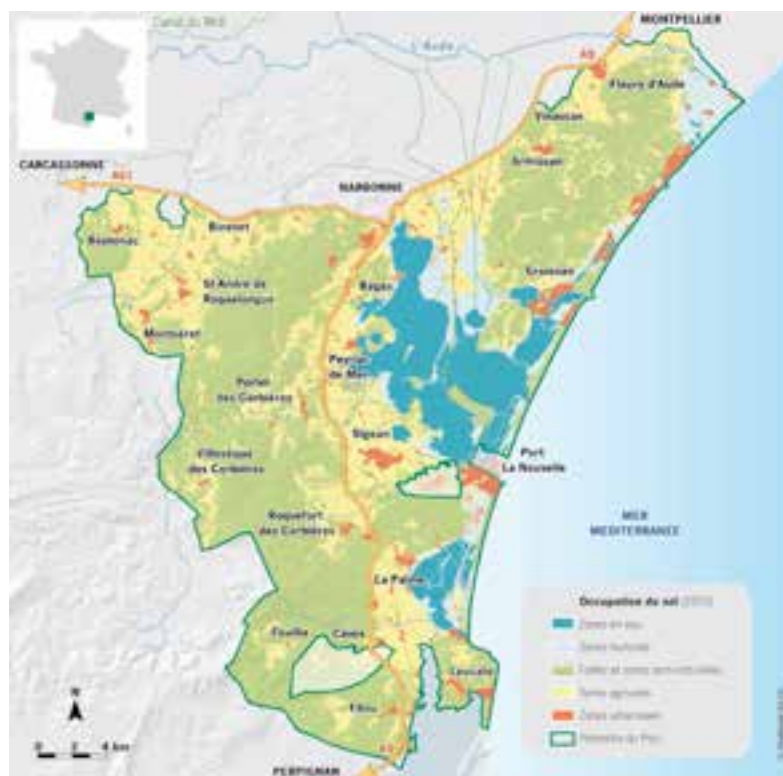 MONTPELLIER
Canal du Midi
L'Aude
A9
Fleury d'Aude
Vinassan
Armissan
CARCASSONNE
A61
NARBONNE
Bizanet
Boutenac
St André de
Roquelongue
Bages
Gruissan
Montséret
Peyriac
de Mer
Portel
des Corbières
Sigean
Villesèque
des Corbières
Port
La Nouvelle
Roquefort
des Corbières
MER
MEDITERRANEE
La Palme
Occupation du sol
Zones en eau
Zones humides
Forêts et zones semi-naturelles
Zones agricoles
Zones urbanisées
Périmètre du Parc
Feuilla
Caves
Leucate
Fitou
N
0 2 4 km
A9
PERPIGNAN